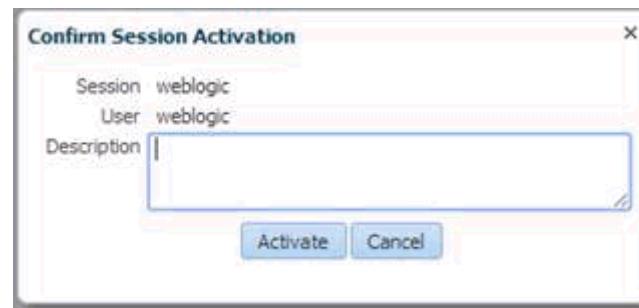 Confirm Session Activation
Session weblogic
User weblogic
Description
Activate Cancel